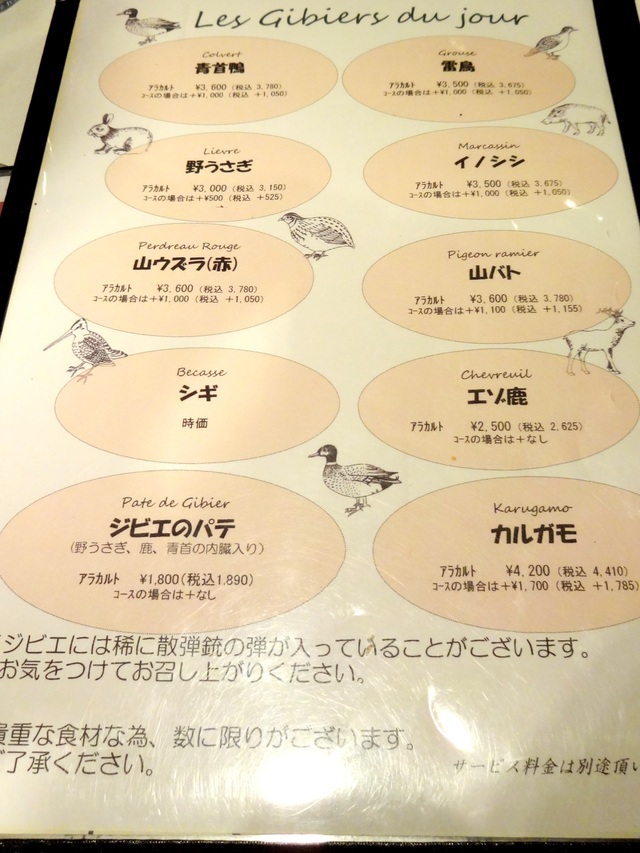 Les Gibiers du jour
Colvert
青首鴨
ｱﾗｶﾙﾄ ¥3,600（税込 3,780）
ｺｰｽの場合は+¥1,000（税込 +1,050）
Grouse
雷鳥
ｱﾗｶﾙﾄ ¥3,500（税込 3,675）
ｺｰｽの場合は+¥1,000（税込 +1,050）
Lievre
野うさぎ
ｱﾗｶﾙﾄ ¥3,000（税込 3,150）
ｺｰｽの場合は+¥500（税込 +525）
Marcassin
イノシシ
ｱﾗｶﾙﾄ ¥3,500（税込 3,675）
ｺｰｽの場合は+¥1,000（税込 +1,050）
Perdreau Rouge
山ウズラ(赤)
ｱﾗｶﾙﾄ ¥3,600（税込 3,780）
ｺｰｽの場合は+¥1,000（税込 +1,050）
Pigeon ramier
山バト
ｱﾗｶﾙﾄ ¥3,600（税込 3,780）
ｺｰｽの場合は+¥1,100（税込 +1,155）
Becasse
シギ
時価
Chevreuil
エゾ鹿
ｱﾗｶﾙﾄ ¥2,500（税込 2,625）
ｺｰｽの場合は+なし
Pate de Gibier
ジビエのパテ
（野うさぎ、鹿、青首の内臓入り）
ｱﾗｶﾙﾄ ¥1,800(税込1,890)
ｺｰｽの場合は+なし
Karugamo
カルガモ
ｱﾗｶﾙﾄ ¥4,200（税込 4,410）
ｺｰｽの場合は+¥1,700（税込 +1,785）
ジビエには稀に散弾銃の弾が入っていることがございます。
お気をつけてお召し上がりください。
貴重な食材な為、数に限りがございます。
ご了承ください。
サービス料金は別途頂い